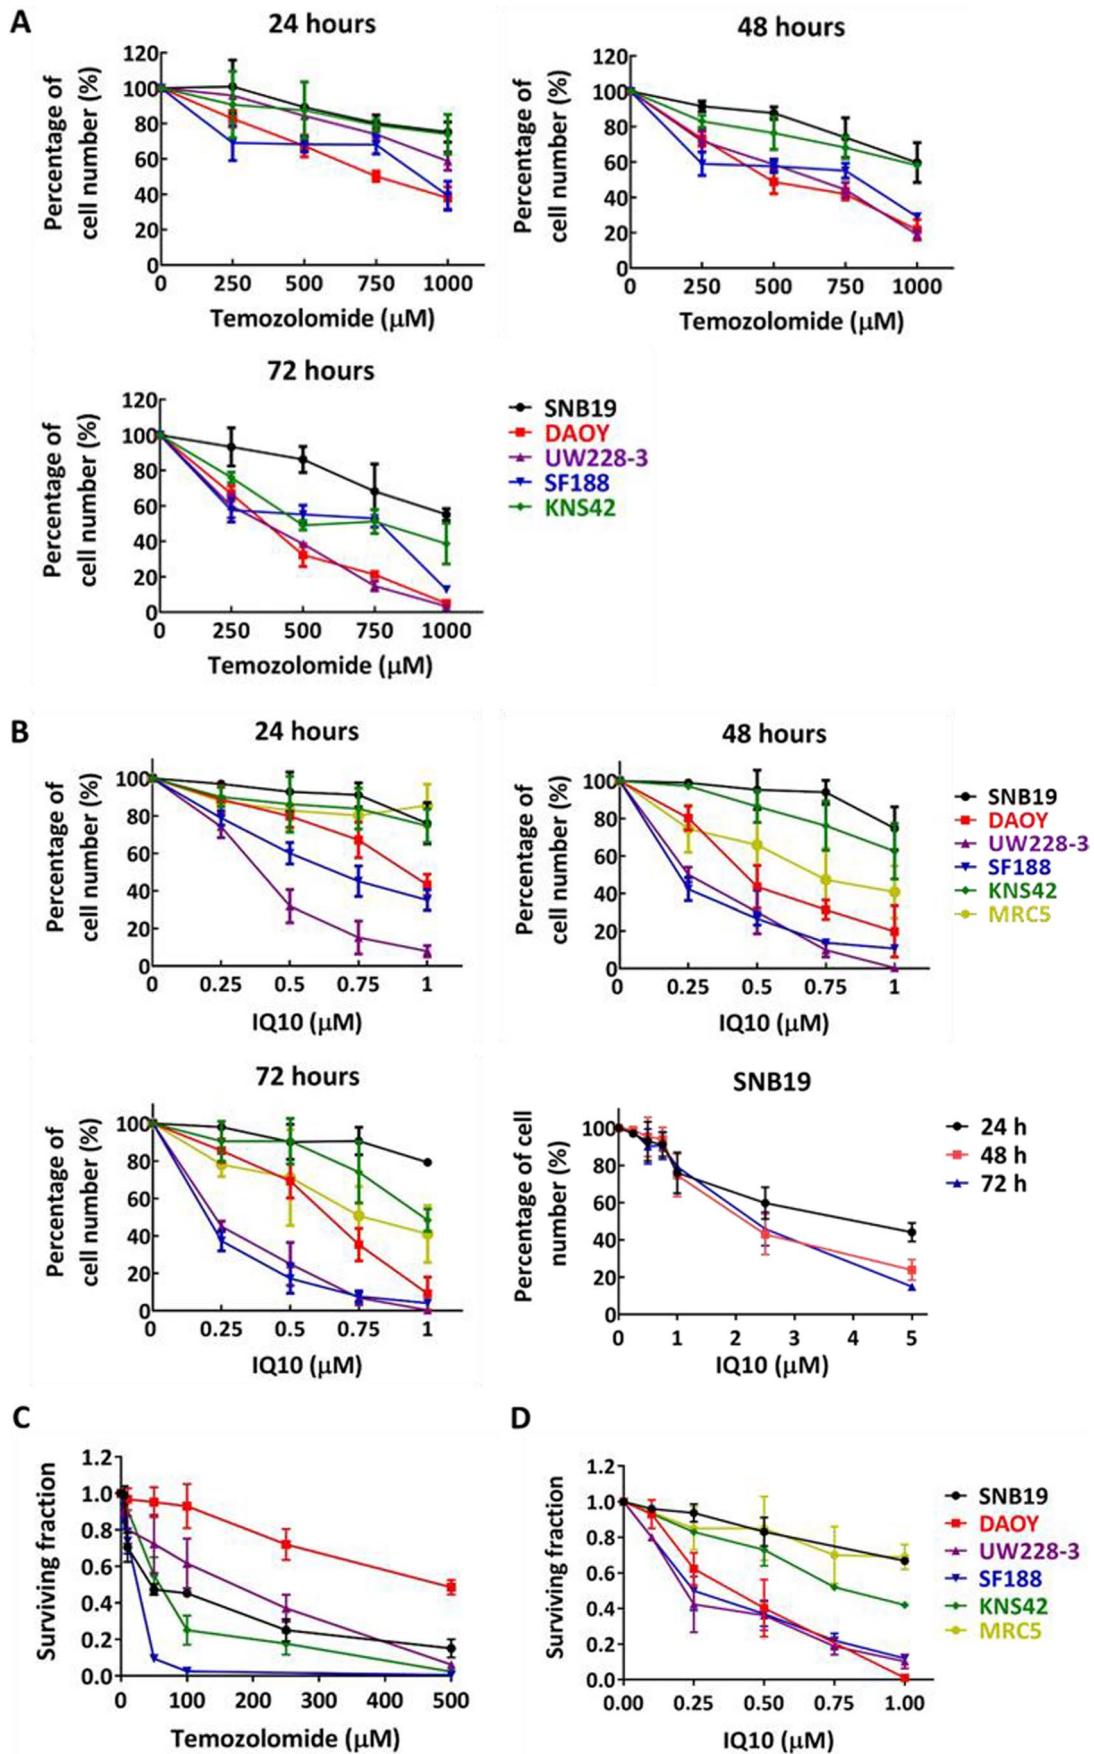 A
24 hours
120
100
80
60
40
20
0
Percentage of
cell number (%)
0 250 500 750 1000
Temozolomide (μM)
48 hours
120
100
80
60
40
20
0
Percentage of
cell number (%)
0 250 500 750 1000
Temozolomide (μM)
72 hours
120
100
80
60
40
20
0
Percentage of
cell number (%)
0 250 500 750 1000
Temozolomide (μM)
SNB19
DAOY
UW228-3
SF188
KNS42
B
24 hours
100
80
60
40
20
0
Percentage of
cell number (%)
0 0.25 0.5 0.75 1
IQ10 (μM)
48 hours
100
80
60
40
20
0
Percentage of
cell number (%)
0 0.25 0.5 0.75 1
IQ10 (μM)
SNB19
DAOY
UW228-3
SF188
KNS42
MRC5
72 hours
100
80
60
40
20
0
Percentage of
cell number (%)
0 0.25 0.5 0.75 1
IQ10 (μM)
SNB19
100
80
60
40
20
0
Percentage of cell
number (%)
0 1 2 3 4 5
IQ10 (μM)
24 h
48 h
72 h
C
1.2
1.0
0.8
0.6
0.4
0.2
0.0
Surviving fraction
0 100 200 300 400 500
Temozolomide (μM)
D
1.2
1.0
0.8
0.6
0.4
0.2
0.0
Surviving fraction
0.00 0.25 0.50 0.75 1.00
IQ10 (μM)
SNB19
DAOY
UW228-3
SF188
KNS42
MRC5